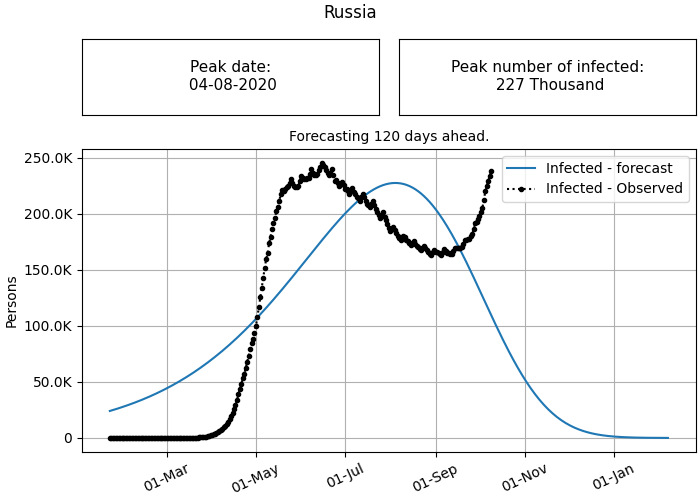 Russia
Peak date:
04-08-2020
Peak number of infected:
227 Thousand
Forecasting 120 days ahead.
250.0K
200.0K
150.0K
100.0K
50.0K
0
Persons
Infected - forecast
Infected - Observed
01-Mar
01-May
01-Jul
01-Sep
01-Nov
01-Jan